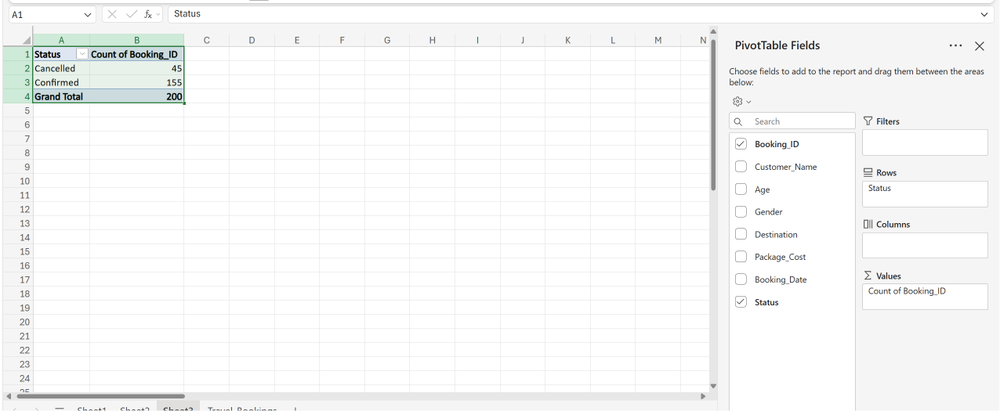 A1
fx
Status
A B C D E F G H I J K L M N
1 Status Count of Booking_ID
2 Cancelled 45
3 Confirmed 155
4 Grand Total 200
5
6
7
8
9
10
11
12
13
14
15
16
17
18
19
20
21
22
23
24
25
Sheet1 Sheet2 Sheet3 Travel_Bookings +
PivotTable Fields
Choose fields to add to the report and drag them between the areas
below:
Search
Booking_ID
Customer_Name
Age
Gender
Destination
Package_Cost
Booking_Date
Status
Filters
Rows
Status
Columns
Σ Values
Count of Booking_ID